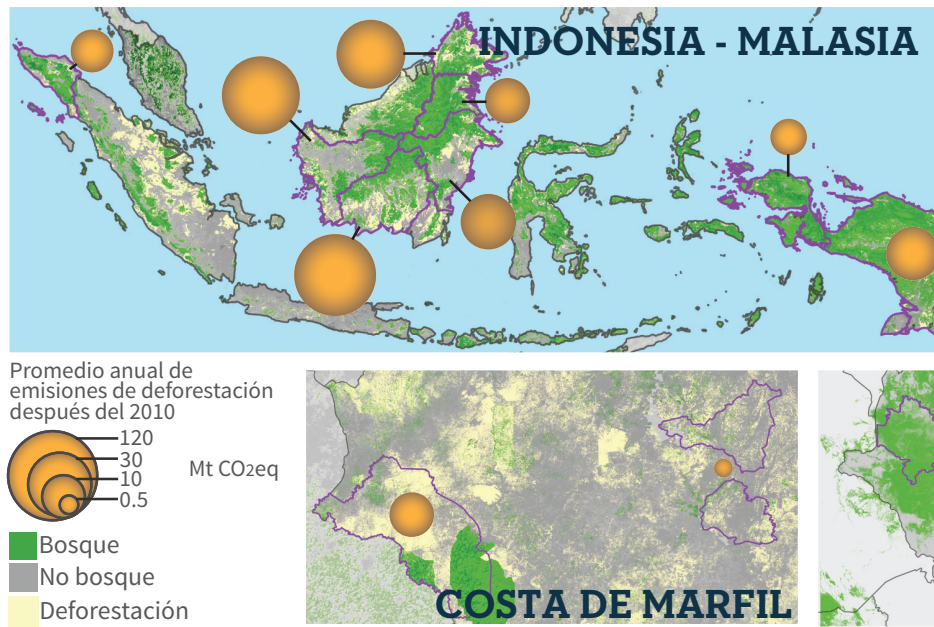 INDONESIA - MALASIA
Promedio anual de
emisiones de deforestación
después del 2010
120
30
10
0.5
Mt CO2eq
Bosque
No bosque
Deforestación
COSTA DE MARFIL